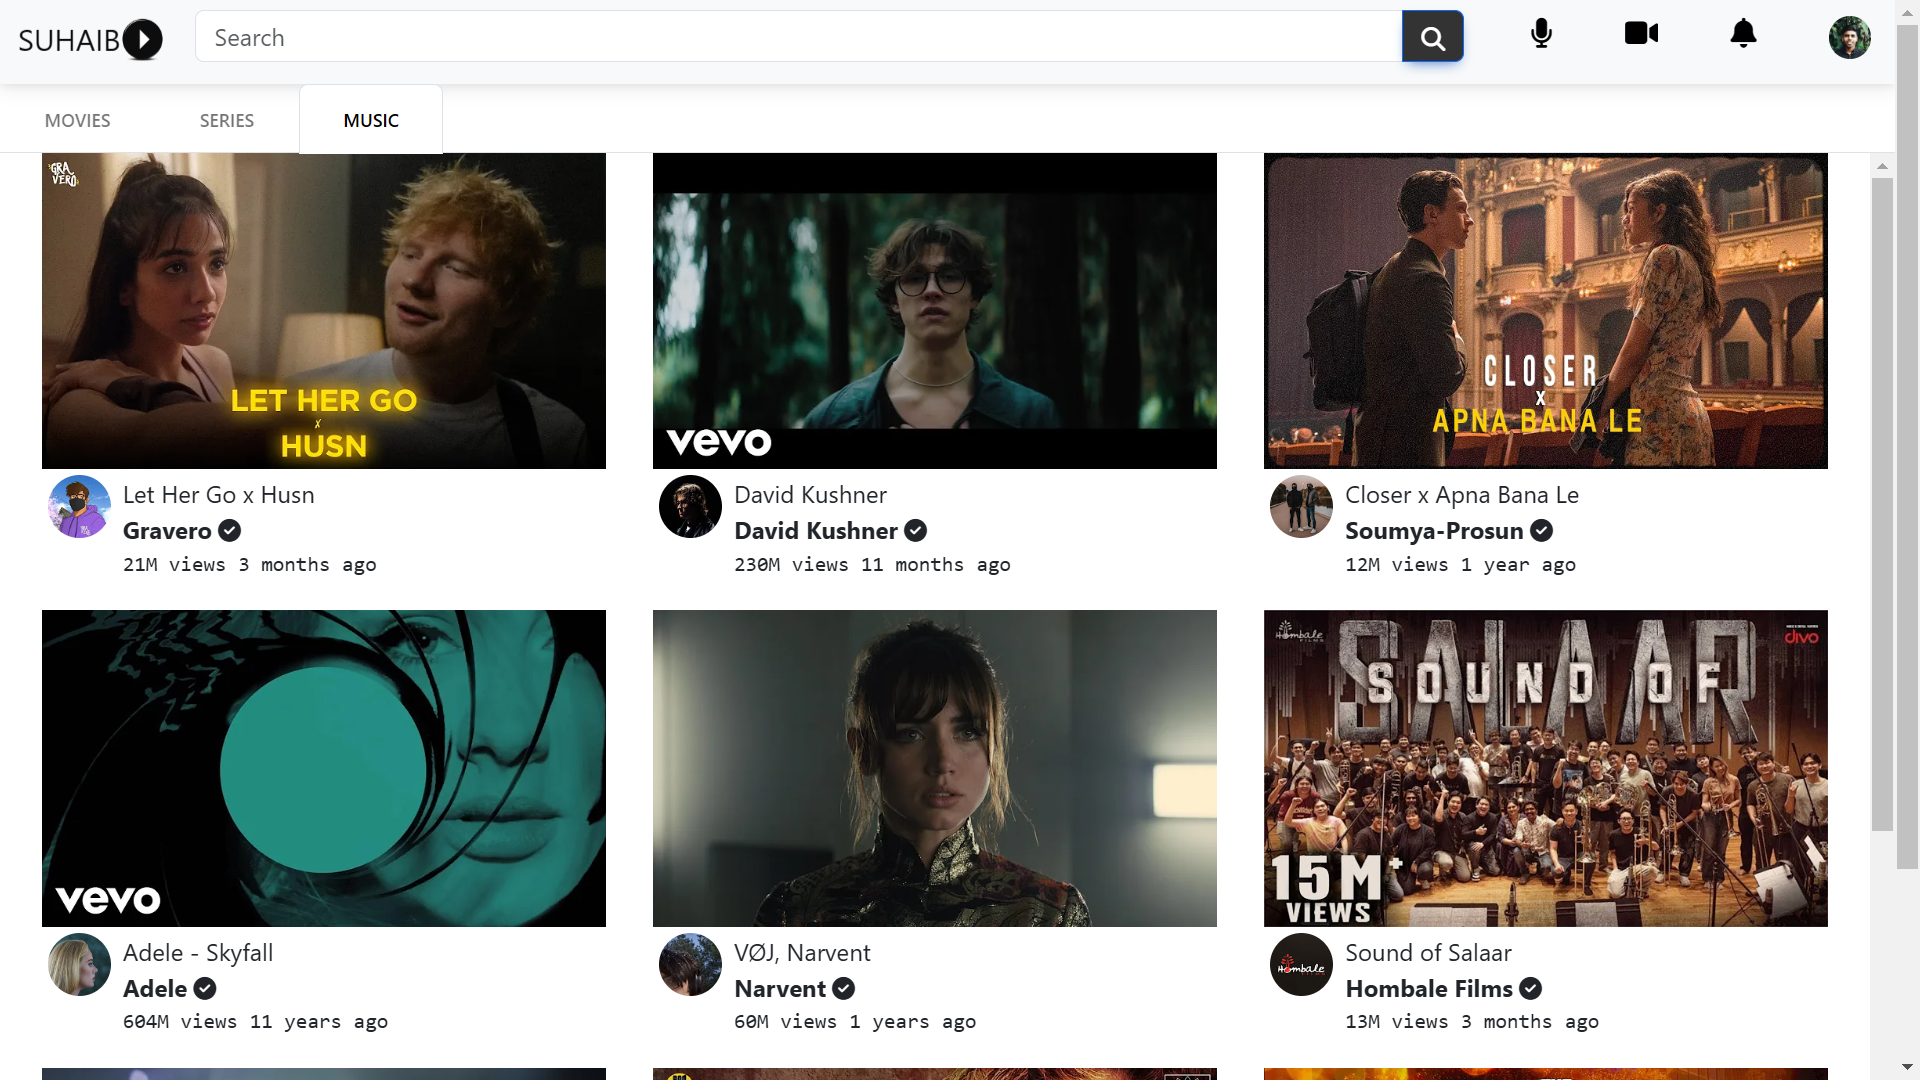 SUHAIB
Search
MOVIES
SERIES
MUSIC
GRA
VERO
LET HER GO
x
HUSN
Let Her Go x Husn
Gravero
21M views 3 months ago
vevo
David Kushner
David Kushner
230M views 11 months ago
CLOSER
X
APNA BANA LE
Closer x Apna Bana Le
Soumya-Prosun
12M views 1 year ago
vevo
Adele - Skyfall
Adele
604M views 11 years ago
VØJ, Narvent
Narvent
60M views 1 years ago
Hombale
FILMS
divo
SALAAR
SOUND OF
15M+
VIEWS
Hombale
Sound of Salaar
Hombale Films
13M views 3 months ago